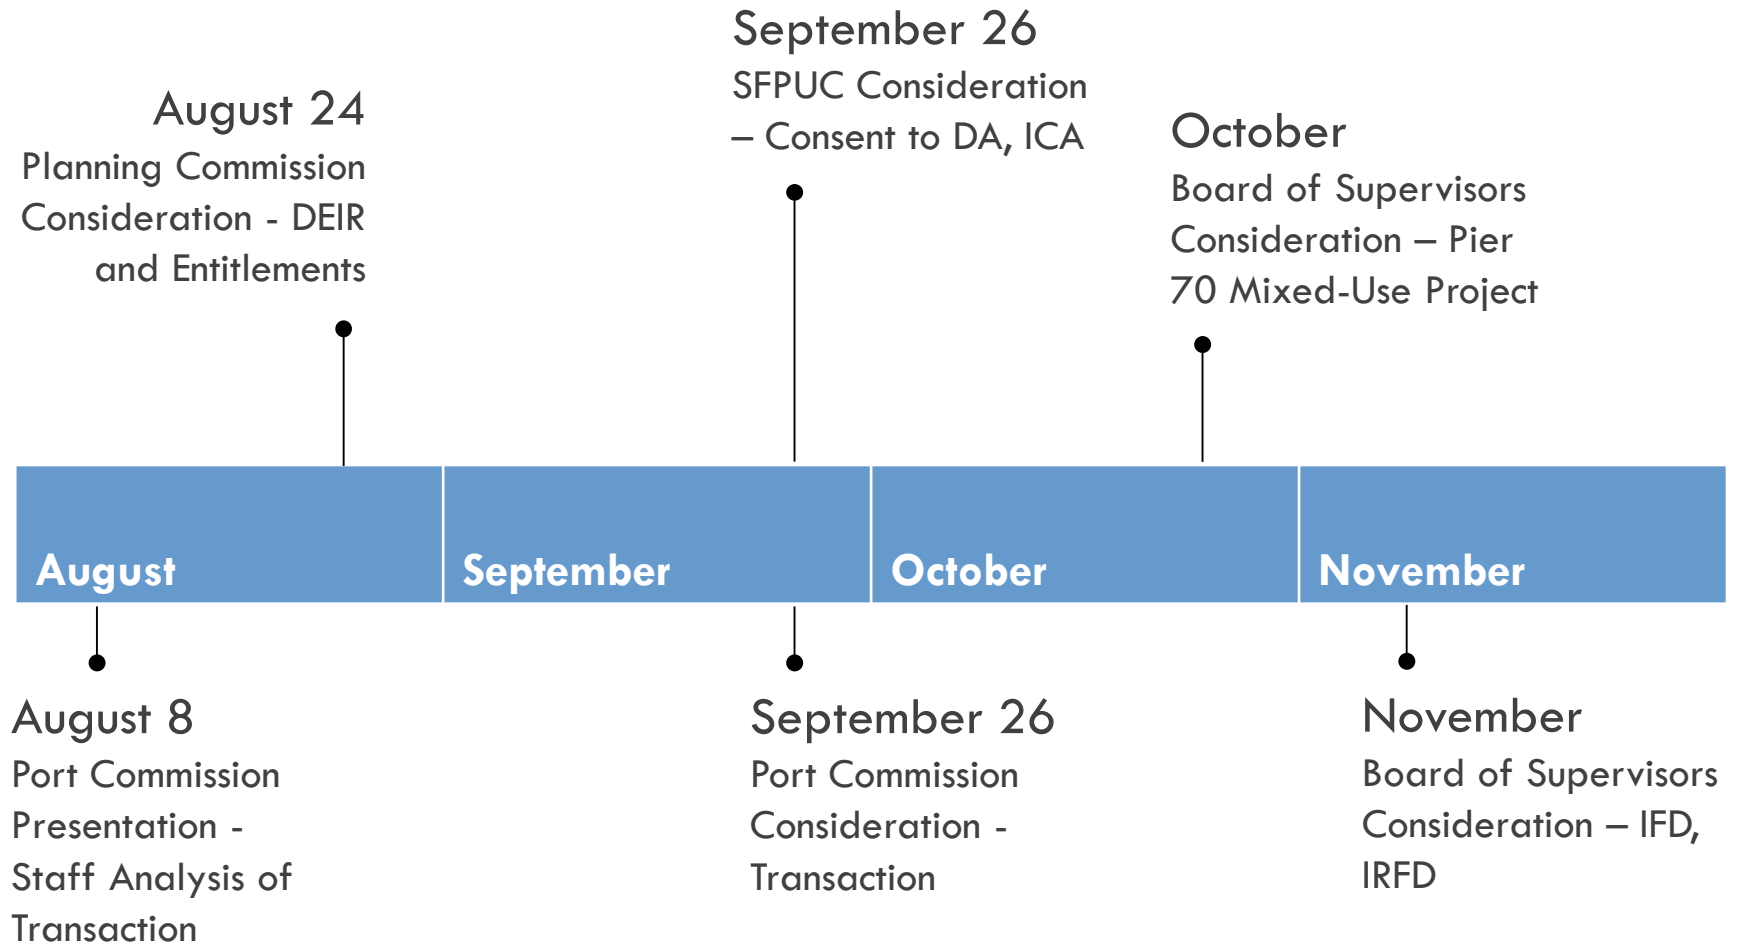 September 26
SFPUC Consideration
– Consent to DA, ICA
August 24
Planning Commission
Consideration - DEIR
and Entitlements
October
Board of Supervisors
Consideration – Pier
70 Mixed-Use Project
August
September
October
November
August 8
Port Commission
Presentation -
Staff Analysis of
Transaction
September 26
Port Commission
Consideration -
Transaction
November
Board of Supervisors
Consideration – IFD,
IRFD